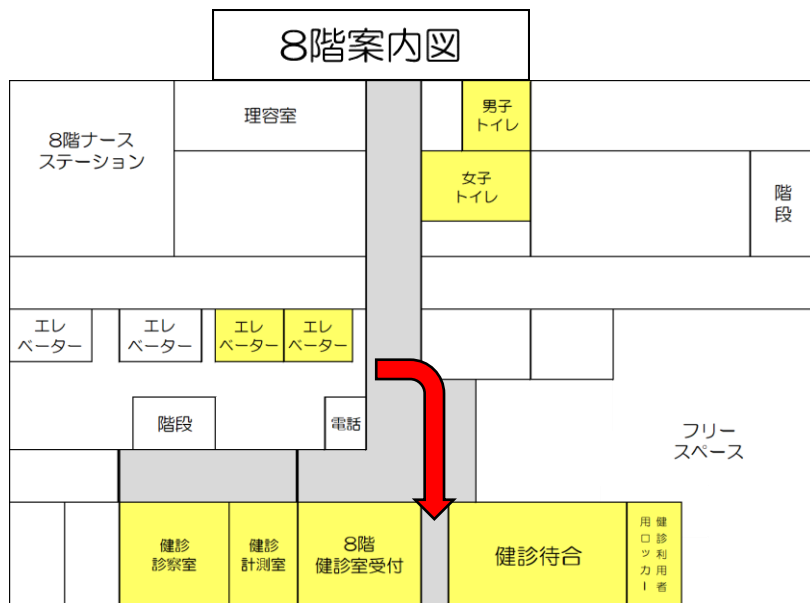 8階案内図
8階ナース
ステーション
理容室
男子
トイレ
女子
トイレ
階
段
エレ
ベーター
エレ
ベーター
エレ
ベーター
エレ
ベーター
階段
電話
フリー
スペース
健診
診察室
健診
計測室
8階
健診室受付
健診待合
健診利用者
用ロッカー